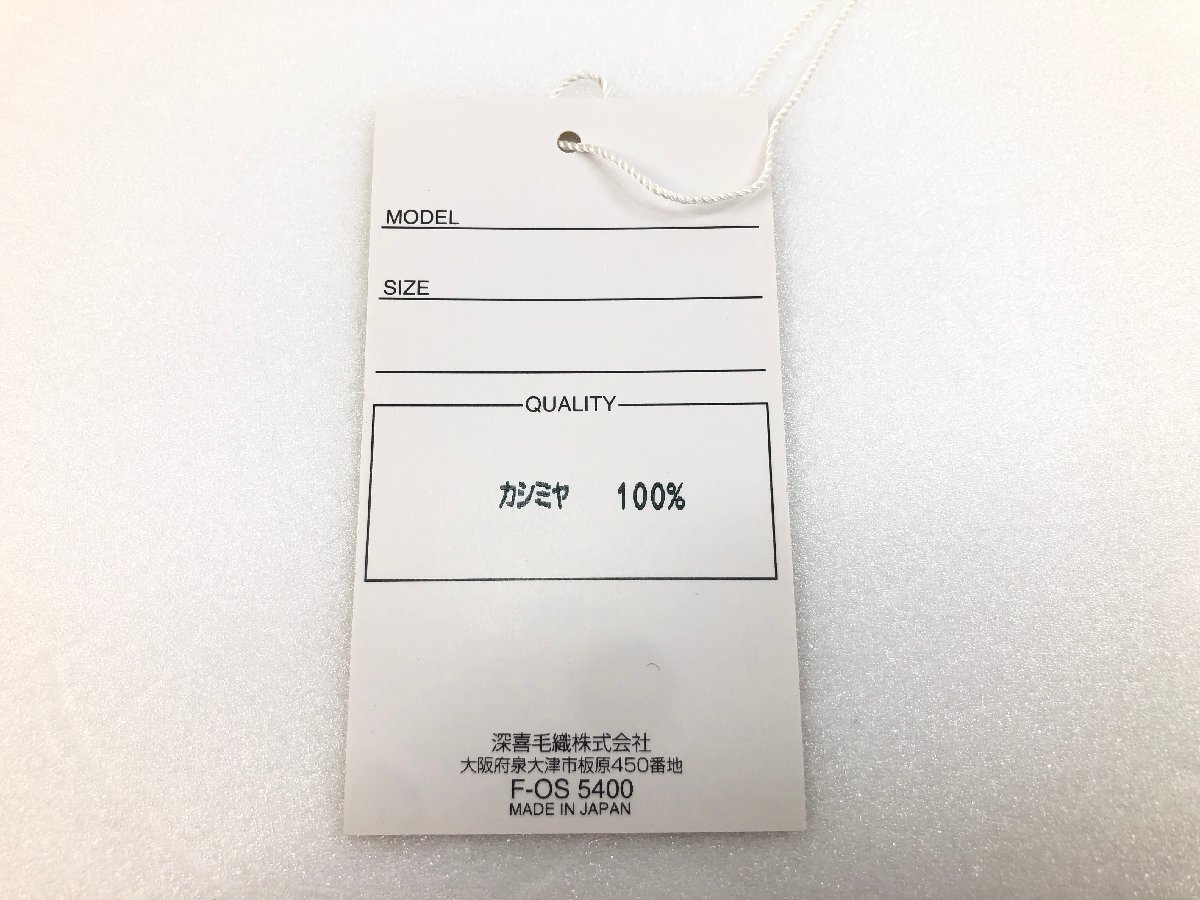 MODEL
SIZE
QUALITY
カシミヤ 100%
深喜毛織株式会社
大阪府泉大津市板原450番地
F-OS 5400
MADE IN JAPAN